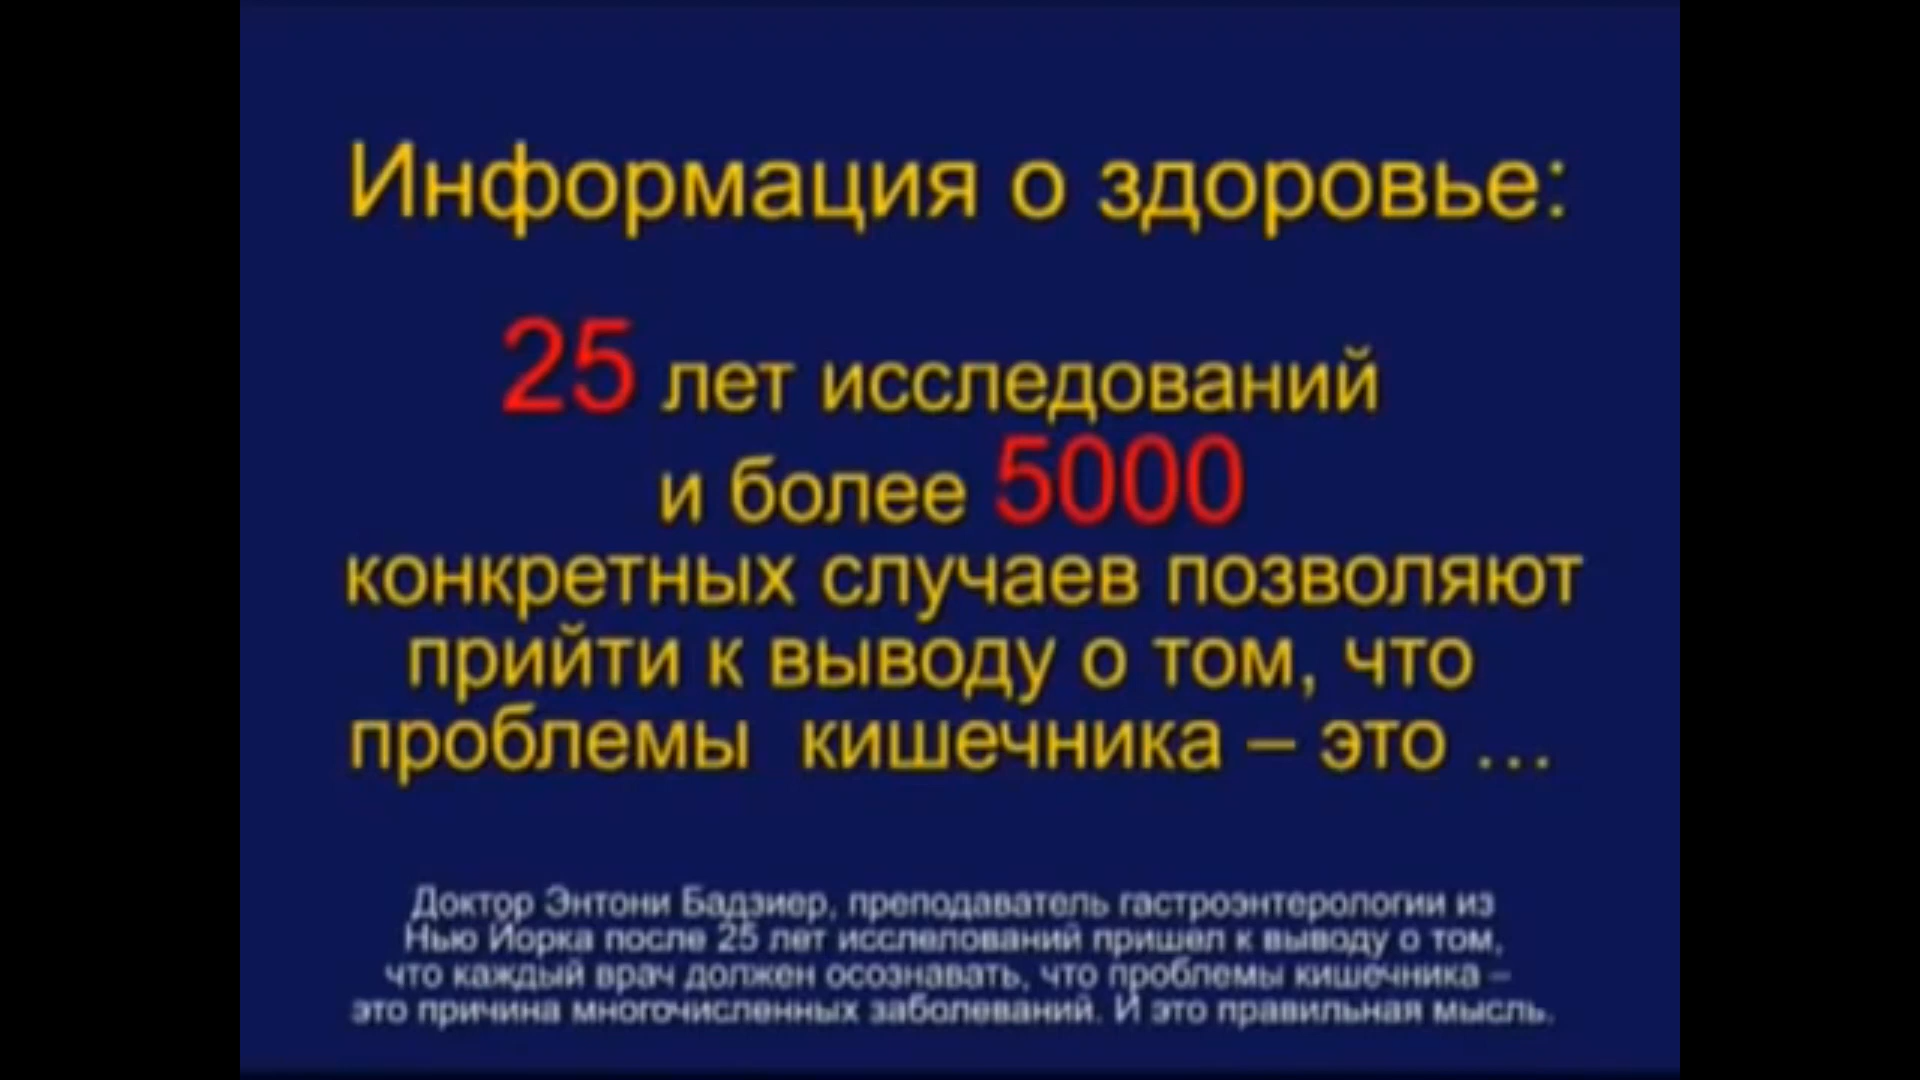 Информация о здоровье:
25 лет исследований
и более 5000
конкретных случаев позволяют
прийти к выводу о том, что
проблемы кишечника – это ...
Доктор Энтони Бадзиер, преподаватель гастроэнтерологии из
Нью Йорка после 25 лет исслелований пришел к выводу о том,
что каждый врач должен осознавать, что проблемы кишечника –
это причина многочисленных заболеваний. И это правильная мысль.